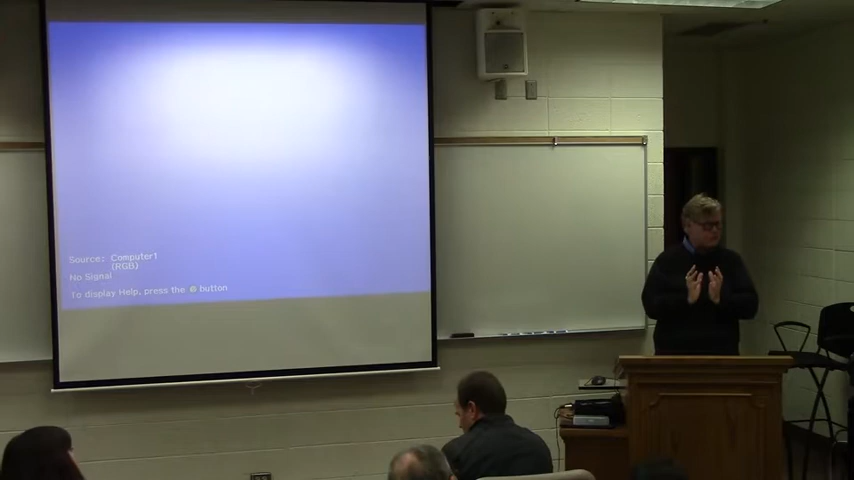 Source: Computer1
(RGB)
No Signal
To display Help, press the button